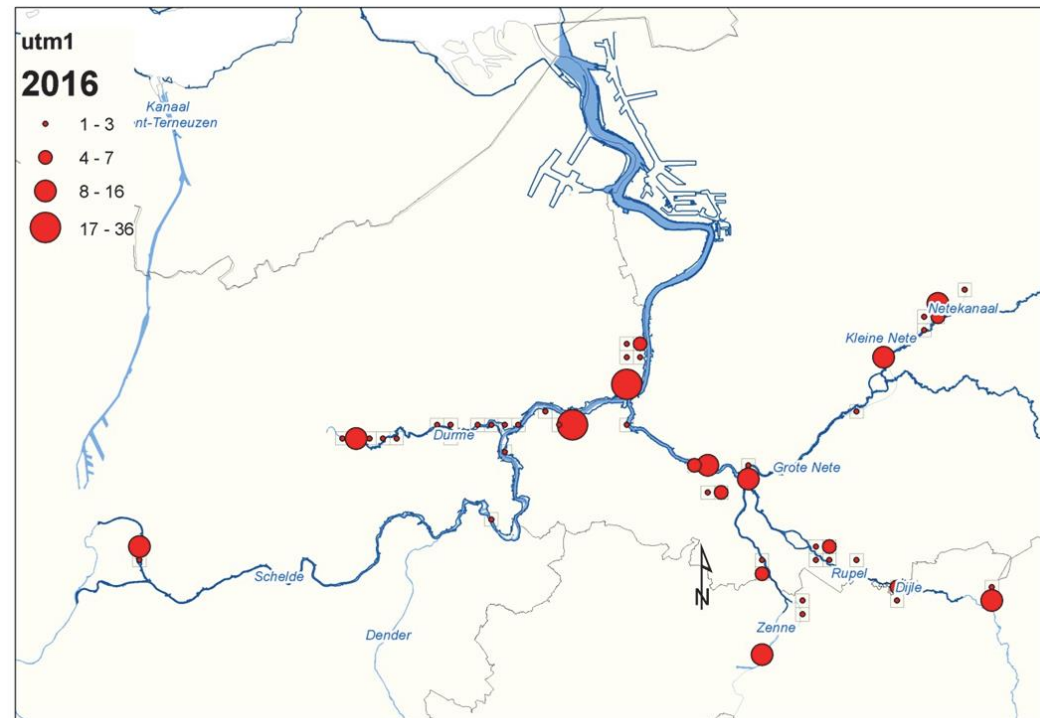 utm1
2016
1 - 3
4 - 7
8 - 16
17 - 36
Kanaal
nt-Terneuzen
Netekanaal
Kleine Nete
Durme
Grote Nete
Schelde
Rupel
Dijle
Dender
Zenne
N